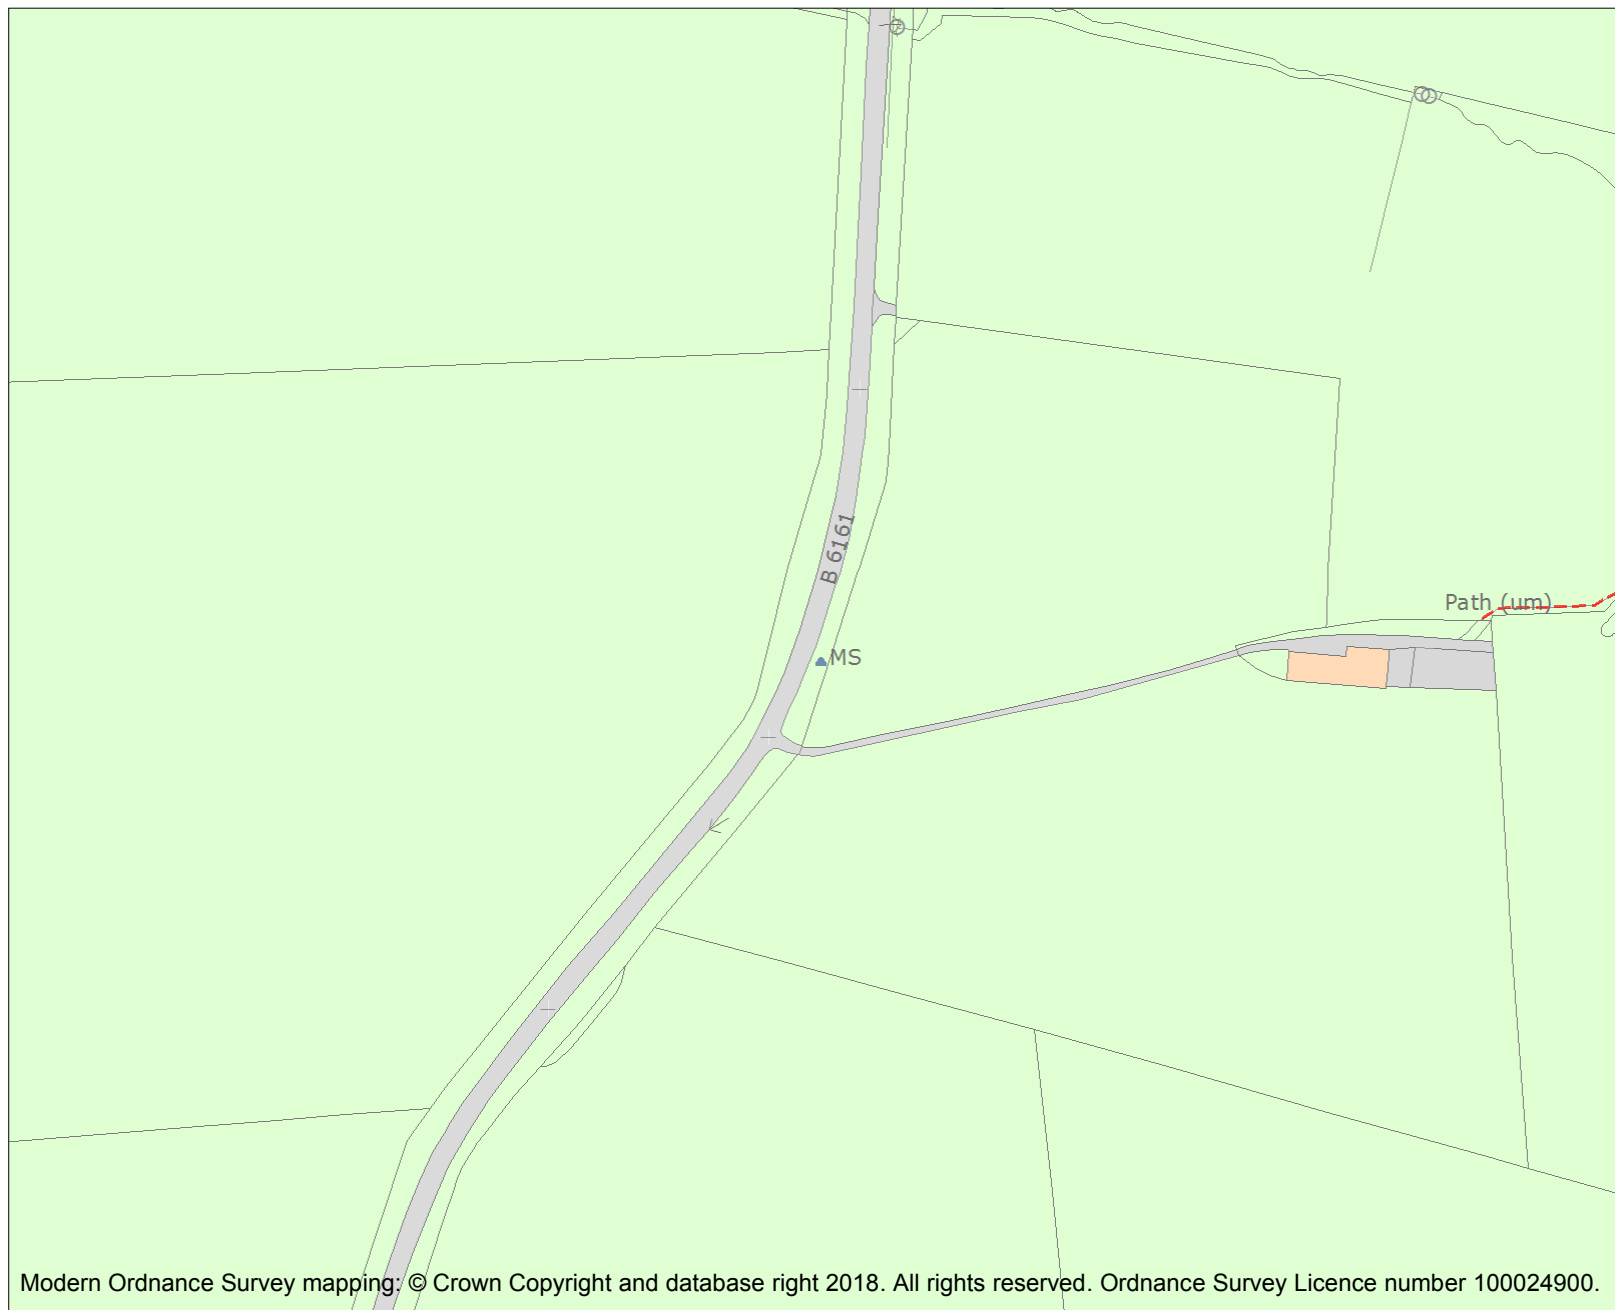 B 6161
Path (um)
MS
Modern Ordnance Survey mapping: © Crown Copyright and database right 2018. All rights reserved. Ordnance Survey Licence number 100024900.